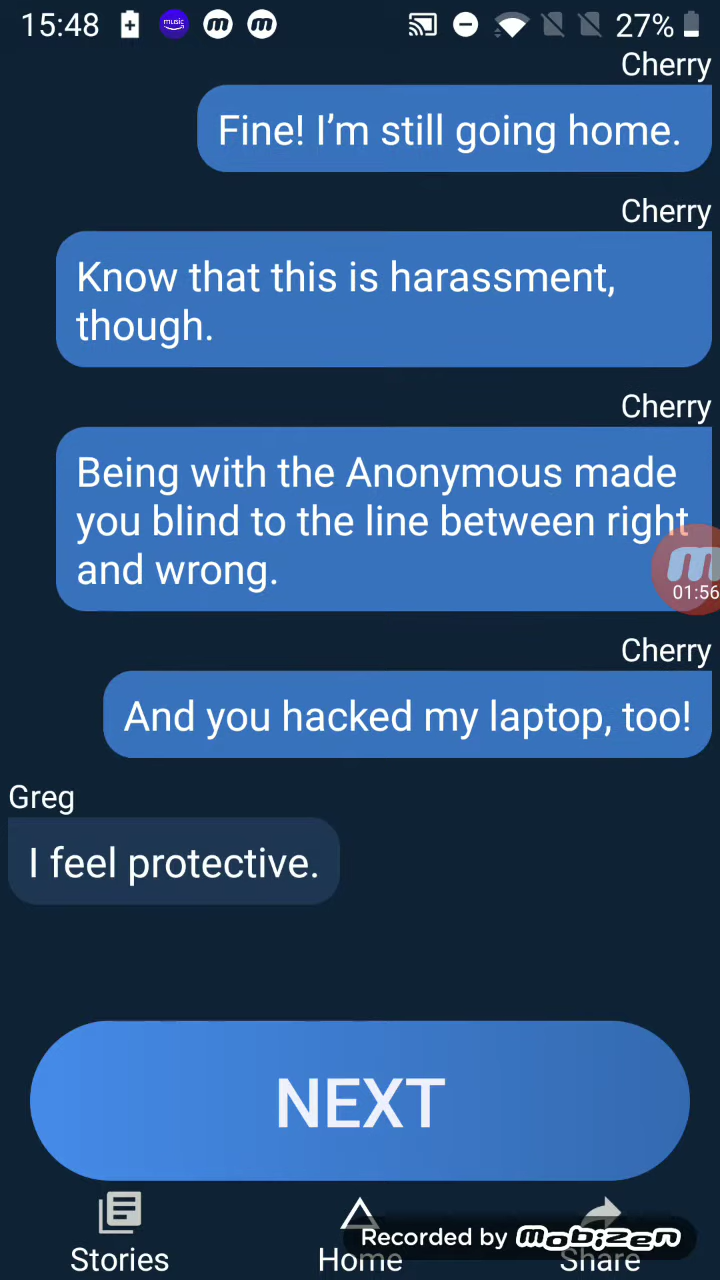 15:48 music m m 27%
Cherry
Fine! I’m still going home.
Cherry
Know that this is harassment,
though.
Cherry
Being with the Anonymous made
you blind to the line between right
and wrong.
m
01:56
Cherry
And you hacked my laptop, too!
Greg
I feel protective.
NEXT
Recorded by mobizen
Stories Home Share